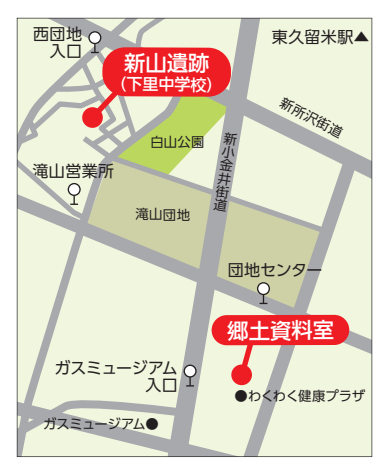 西団地
入口
東久留米駅▲
新山遺跡
(下里中学校)
新所沢街道
白山公園
新小金井街道
滝山営業所
滝山団地
団地センター
郷土資料室
ガスミュージアム
入口
●わくわく健康プラザ
ガスミュージアム●